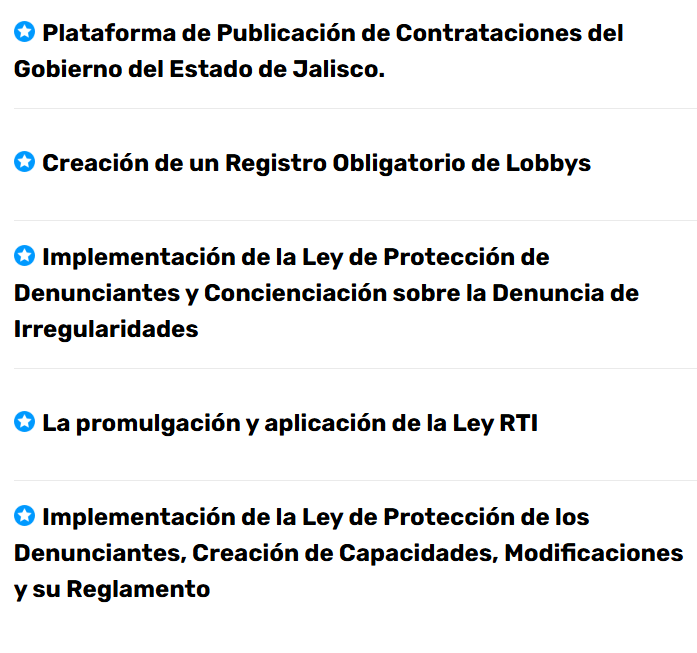 Plataforma de Publicación de Contrataciones del
Gobierno del Estado de Jalisco.
Creación de un Registro Obligatorio de Lobbys
Implementación de la Ley de Protección de
Denunciantes y Concienciación sobre la Denuncia de
Irregularidades
La promulgación y aplicación de la Ley RTI
Implementación de la Ley de Protección de los
Denunciantes, Creación de Capacidades, Modificaciones
y su Reglamento